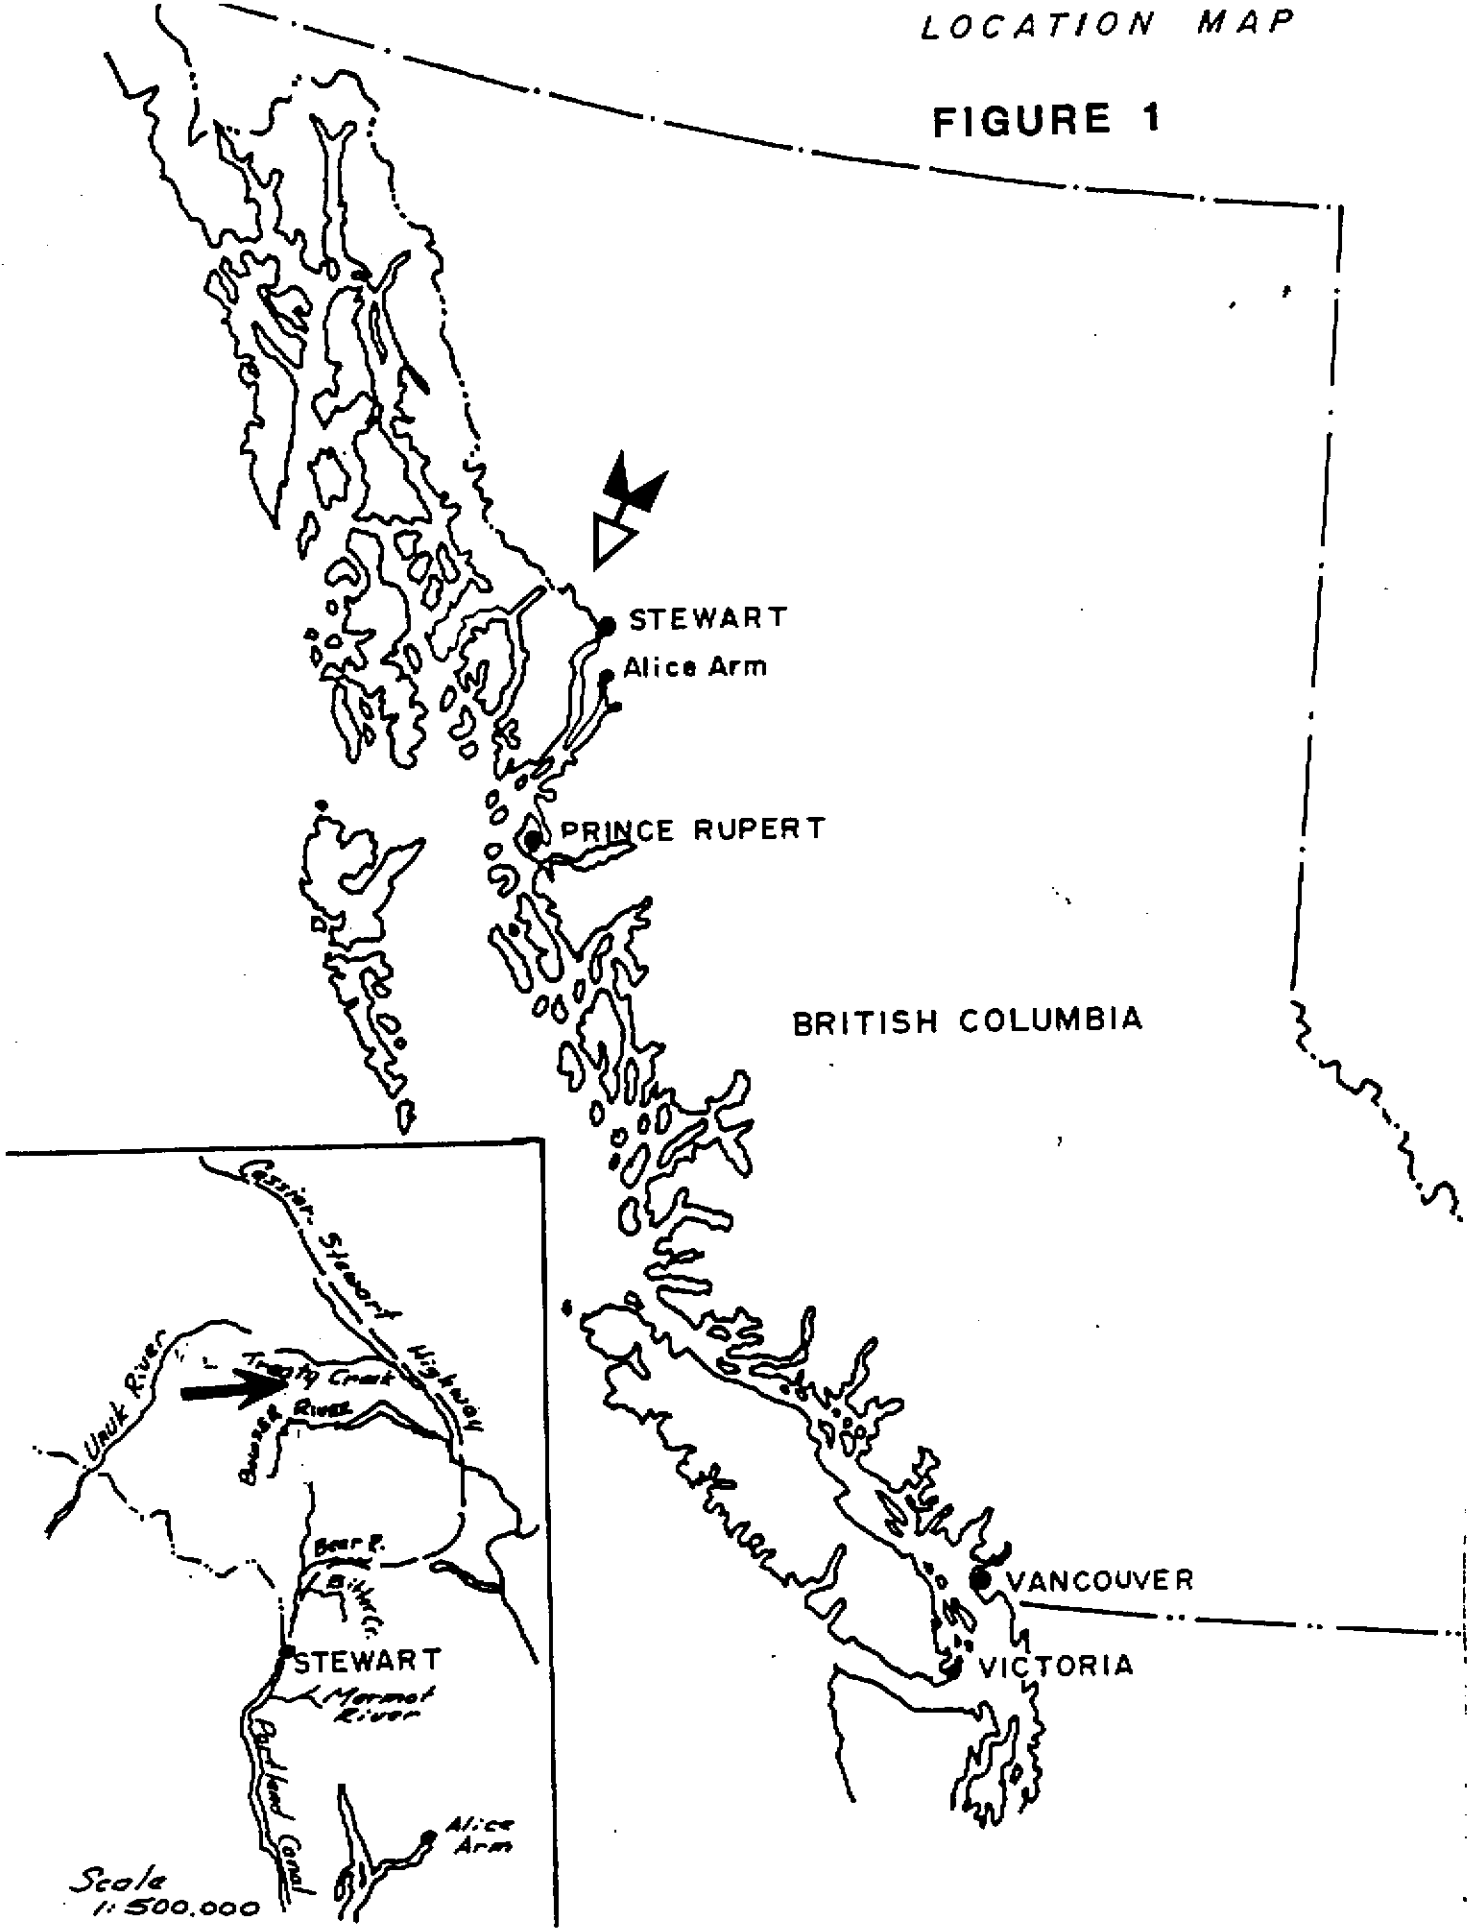 LOCATION MAP
FIGURE 1
STEWART
Alice Arm
PRINCE RUPERT
BRITISH COLUMBIA
VANCOUVER
VICTORIA
Cassiar-Stewart Highway
Unuk River
Treaty Creek
BOWSER RIVER
Bear R.
Bitter Cr.
STEWART
Marmot
River
Portland Canal
Alice
Arm
Scale
1:500.000